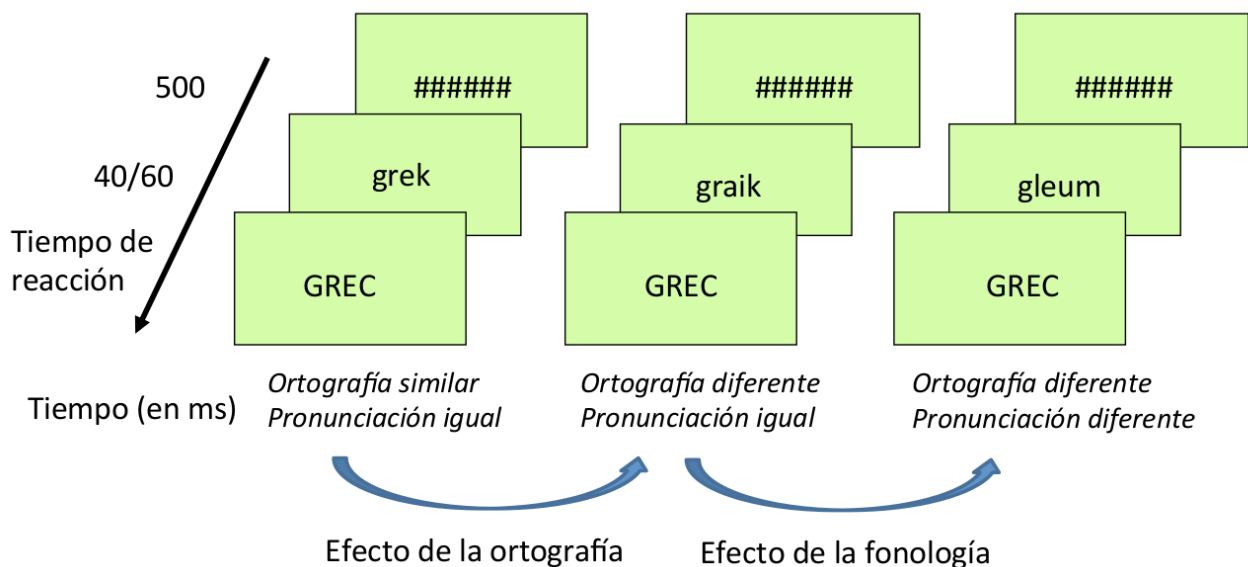 500
######
######
######
40/60
grek
graik
gleum
Tiempo de
reacción
GREC
GREC
GREC
Tiempo (en ms)
Ortografía similar
Pronunciación igual
Ortografía diferente
Pronunciación igual
Ortografía diferente
Pronunciación diferente
Efecto de la ortografía
Efecto de la fonología